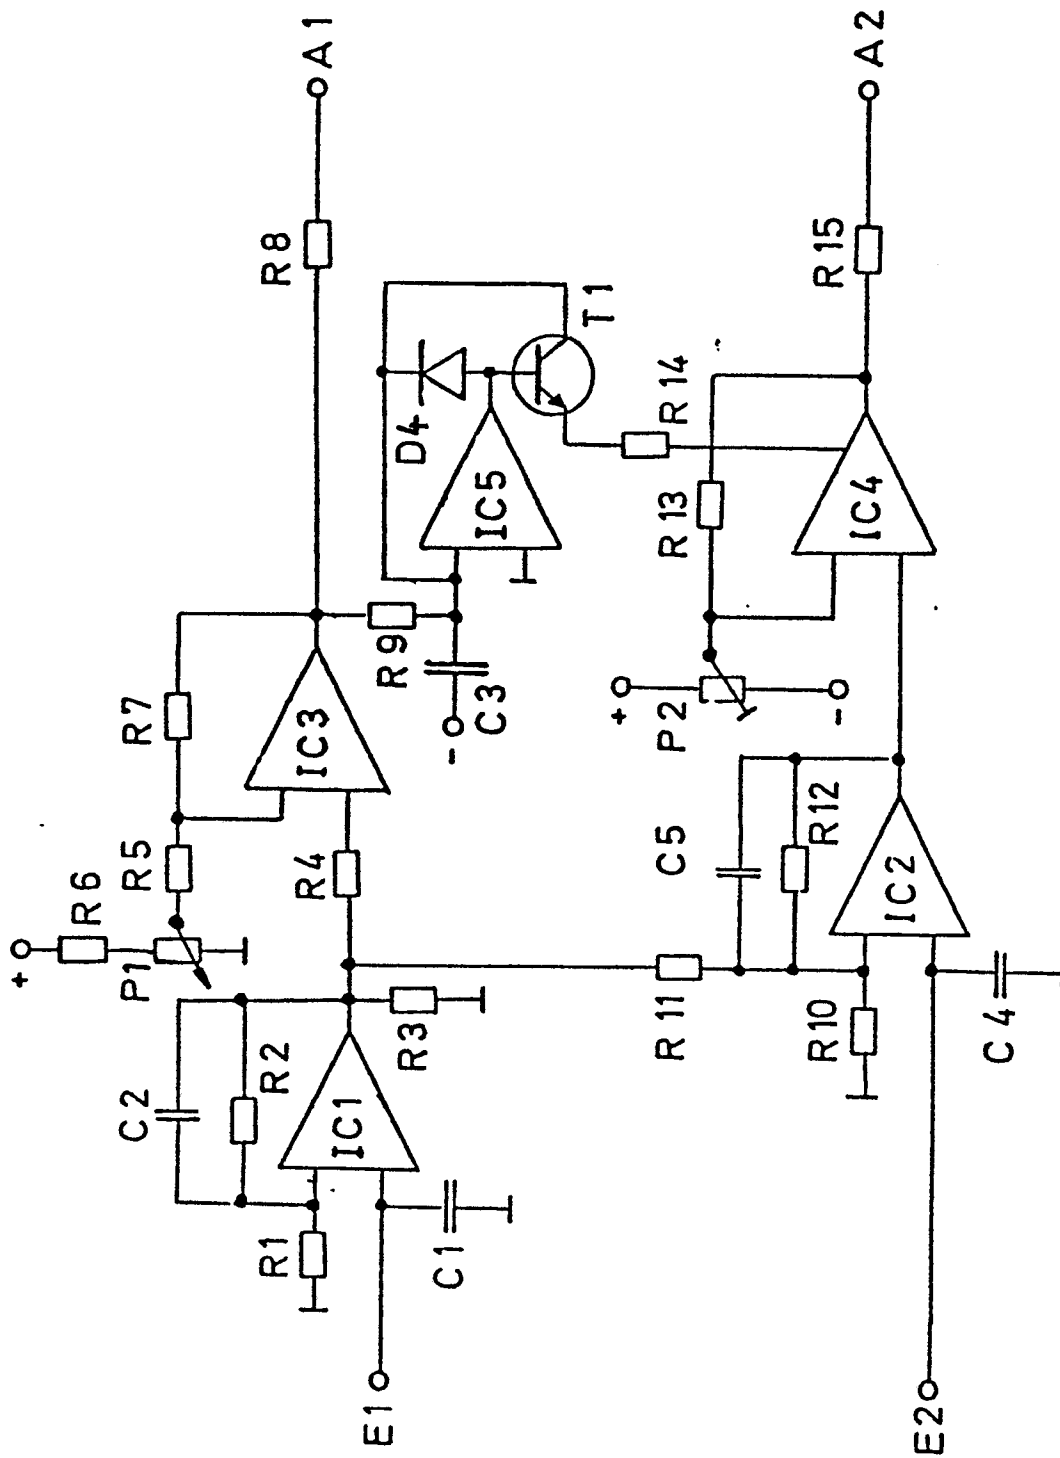 +
R6
P1
R5
R7
C2
R2
R1
IC1
E1
C1
R3
R4
IC3
R8
A1
R9
C3
-
D4
IC5
T1
R14
+
P2
-
R13
R11
C5
R12
R10
IC2
C4
E2
IC4
R15
A2